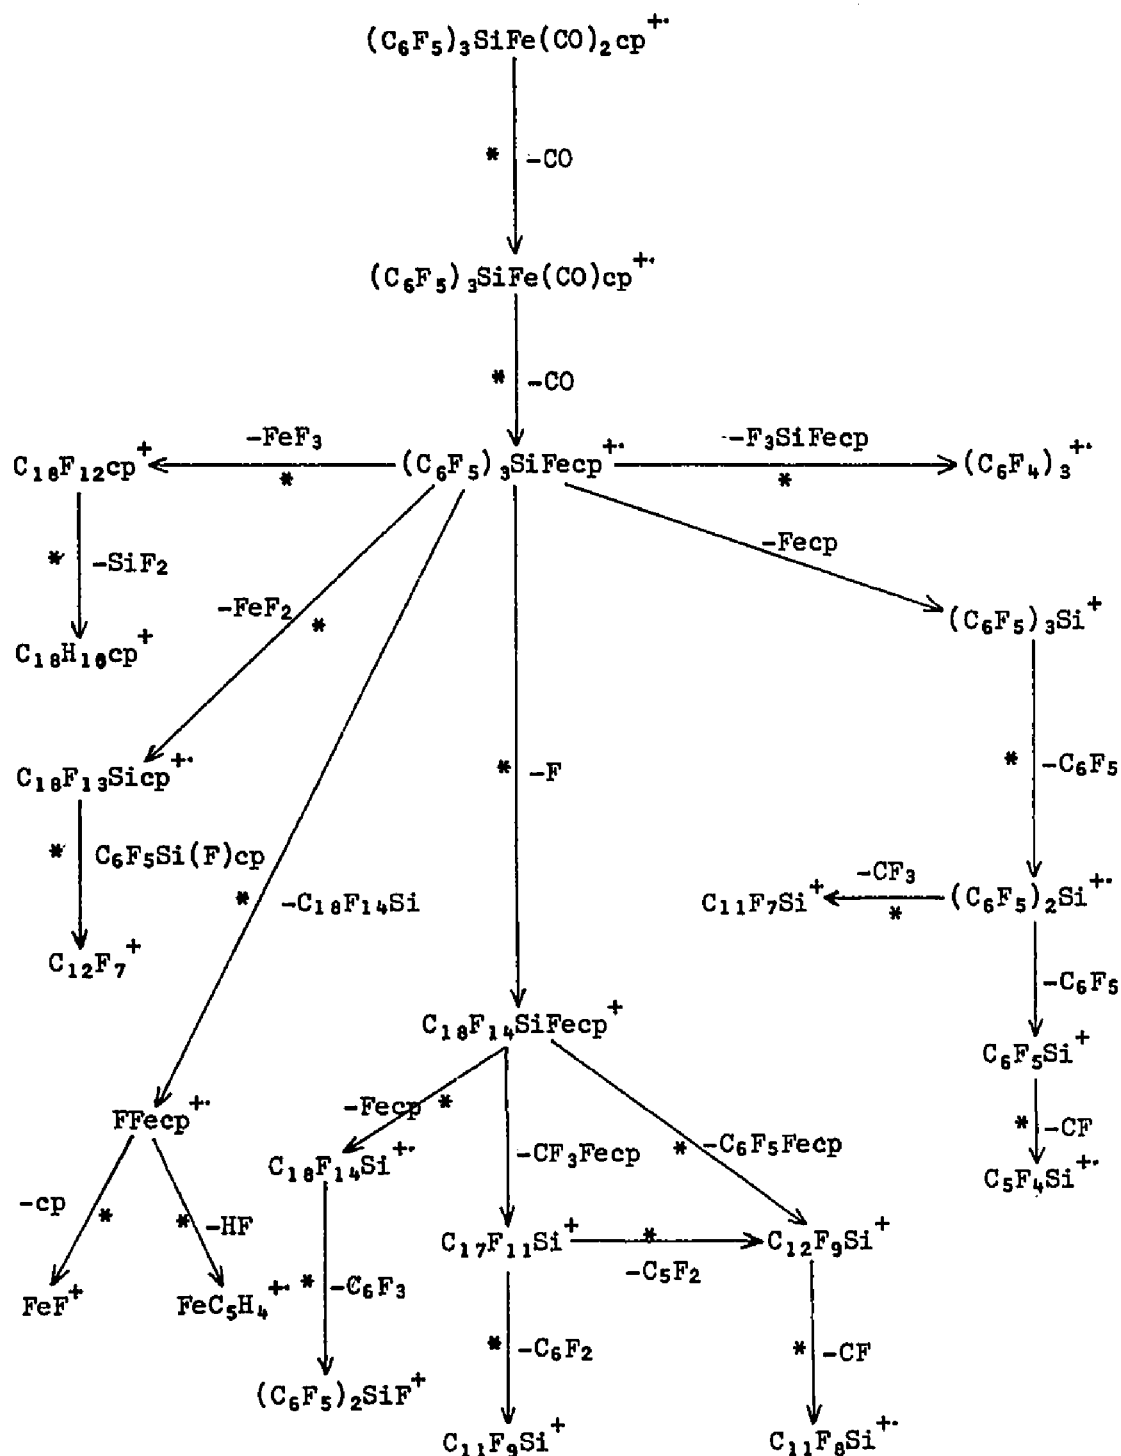 (C₆F₅)₃SiFe(CO)₂cp⁺·
* -CO
(C₆F₅)₃SiFe(CO)cp⁺·
* -CO
-FeF₃ -F₃SiFecp
C₁₈F₁₂cp⁺ * (C₆F₅)₃SiFecp⁺· * (C₆F₄)₃⁺·
-Fecp
* -SiF₂
-FeF₂ *
(C₆F₅)₃Si⁺
C₁₈H₁₀cp⁺
C₁₈F₁₃Sicp⁺· * -F * -C₆F₅
* C₆F₅Si(F)cp
* -C₁₈F₁₄Si -CF₃
C₁₁F₇Si⁺ * (C₆F₅)₂Si⁺·
C₁₂F₇⁺
-C₆F₅
C₁₈F₁₄SiFecp⁺
C₆F₅Si⁺
-Fecp * * -CF
FFecp⁺·
-CF₃Fecp * -C₆F₅Fecp
C₁₈F₁₄Si⁺· C₅F₄Si⁺·
-cp * * -HF
C₁₇F₁₁Si⁺ * C₁₂F₉Si⁺
-C₅F₂
FeF⁺ FeC₅H₄⁺· * -C₆F₃
* -C₆F₂ * -CF
(C₆F₅)₂SiF⁺
C₁₁F₉Si⁺ C₁₁F₈Si⁺·